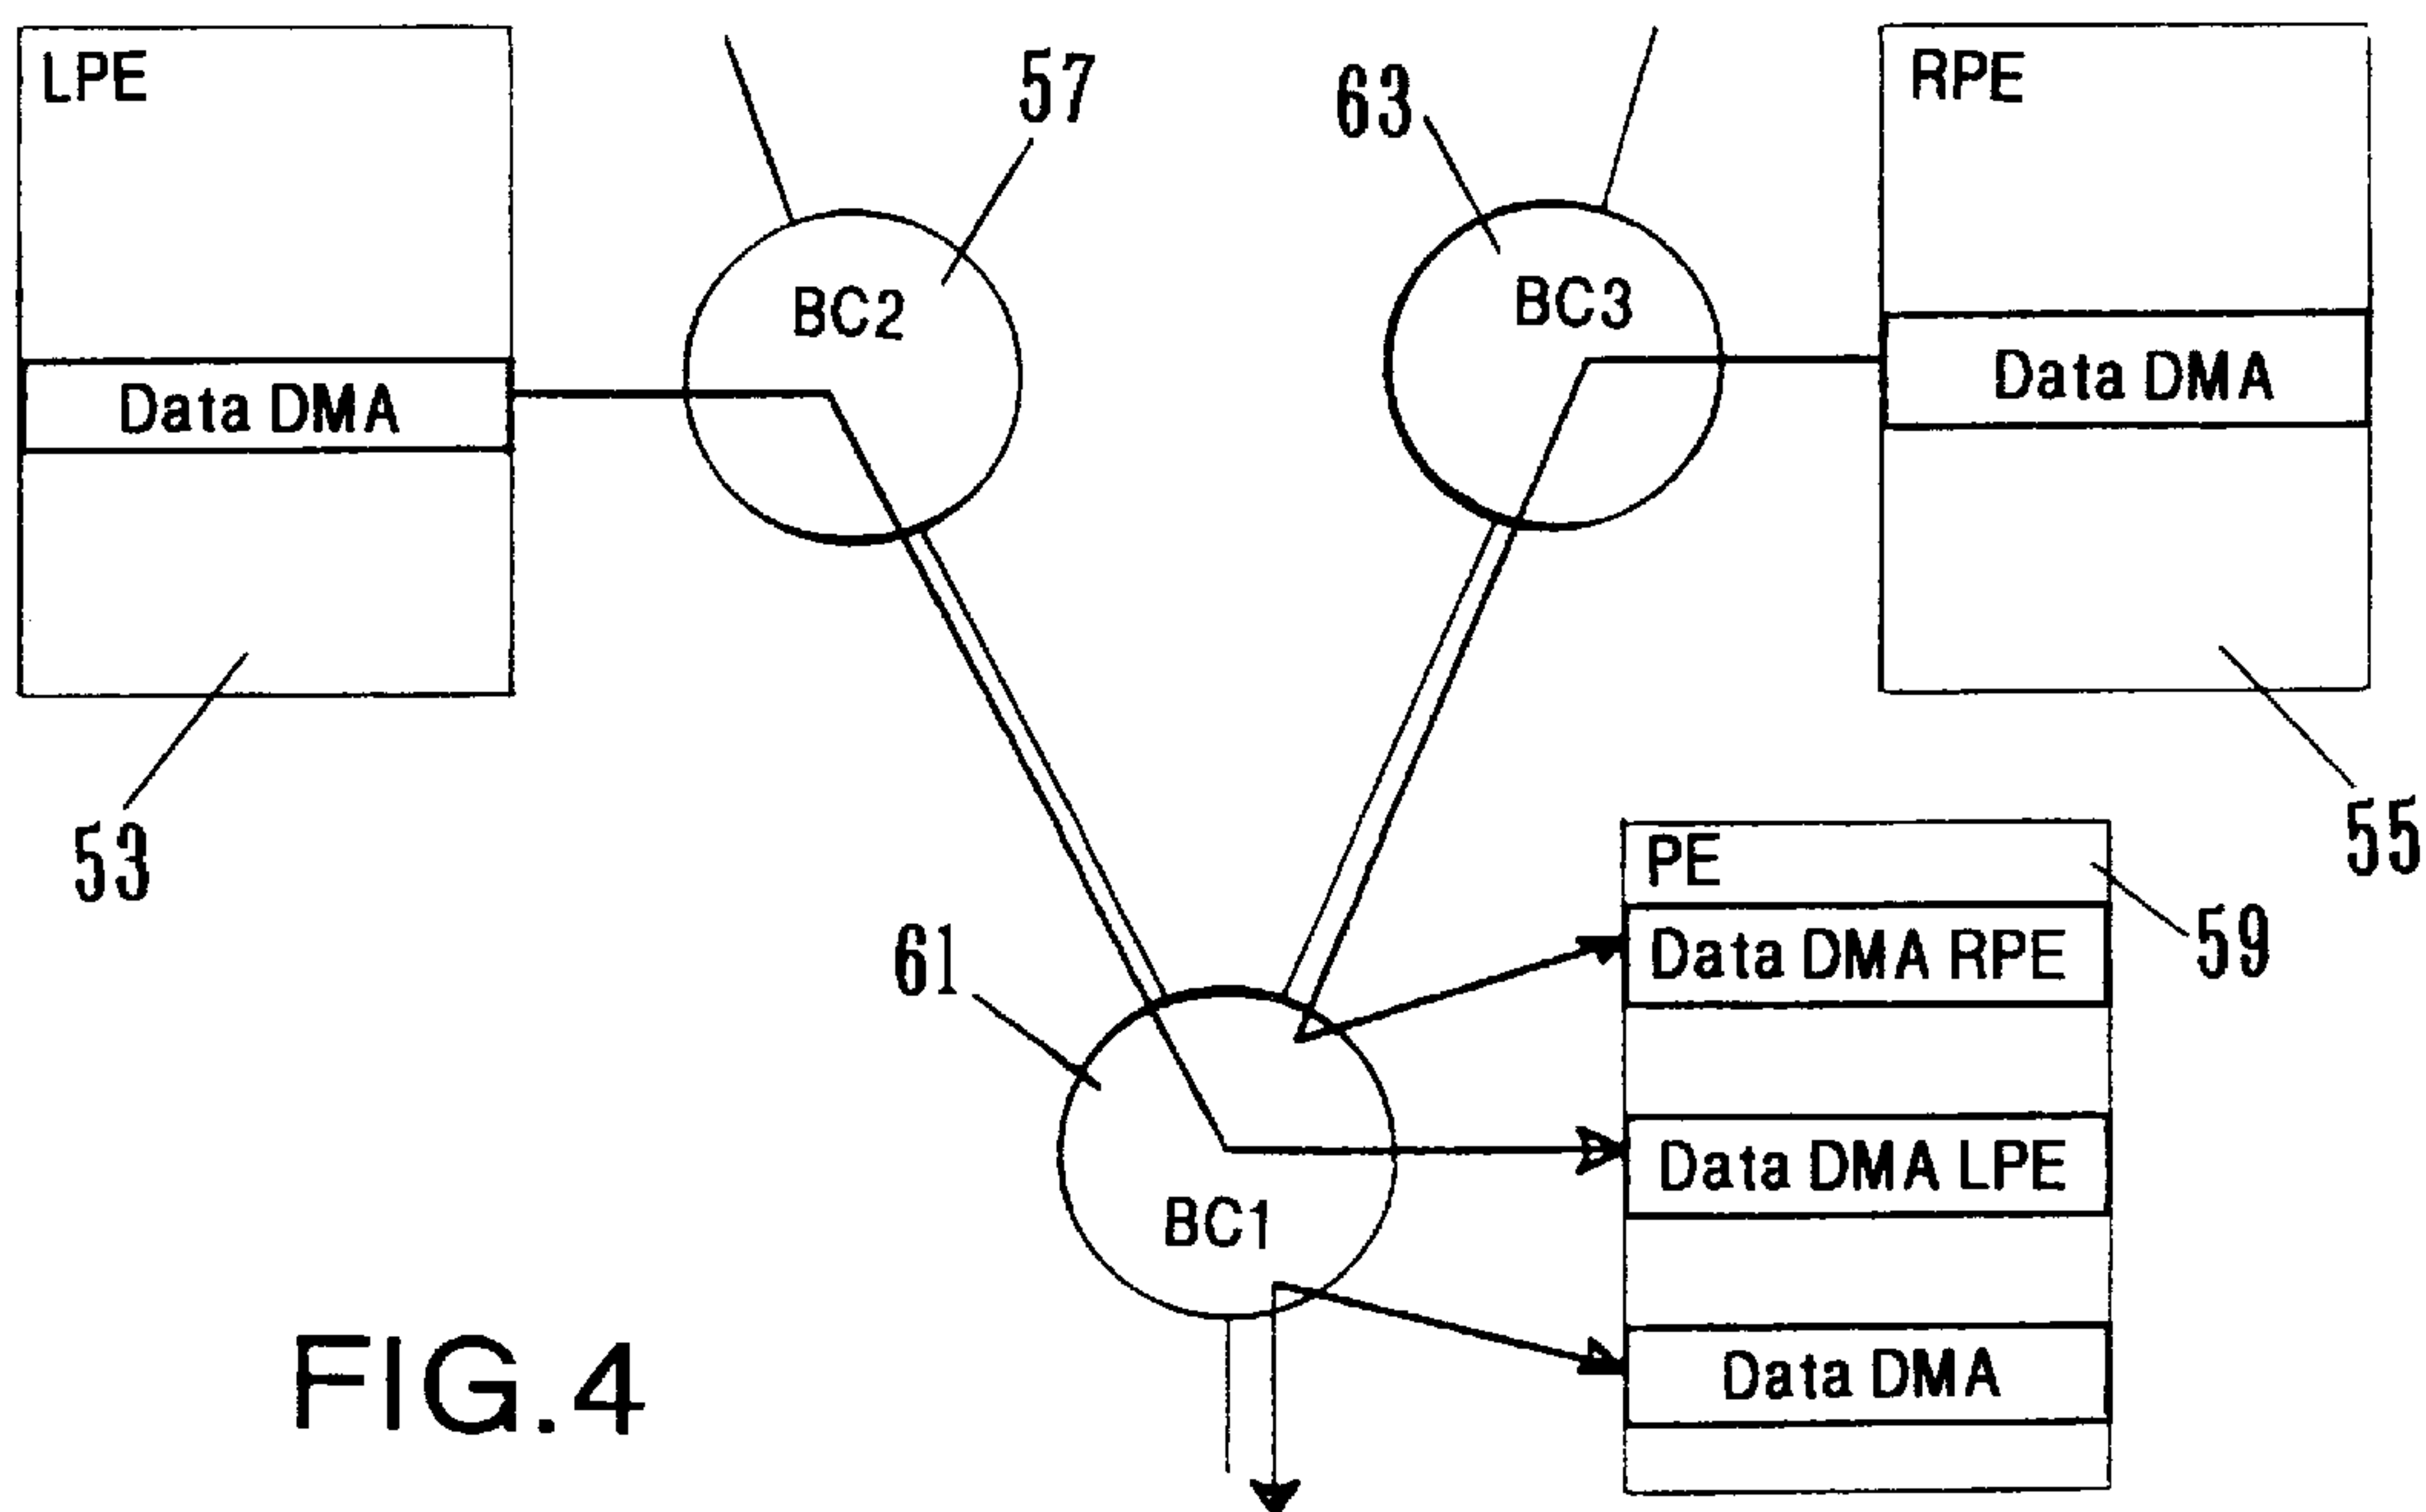 LPE
57
63
RPE
BC2
BC3
Data DMA
Data DMA
53
55
PE
59
61
Data DMA RPE
Data DMA LPE
BC1
Data DMA
FIG.4